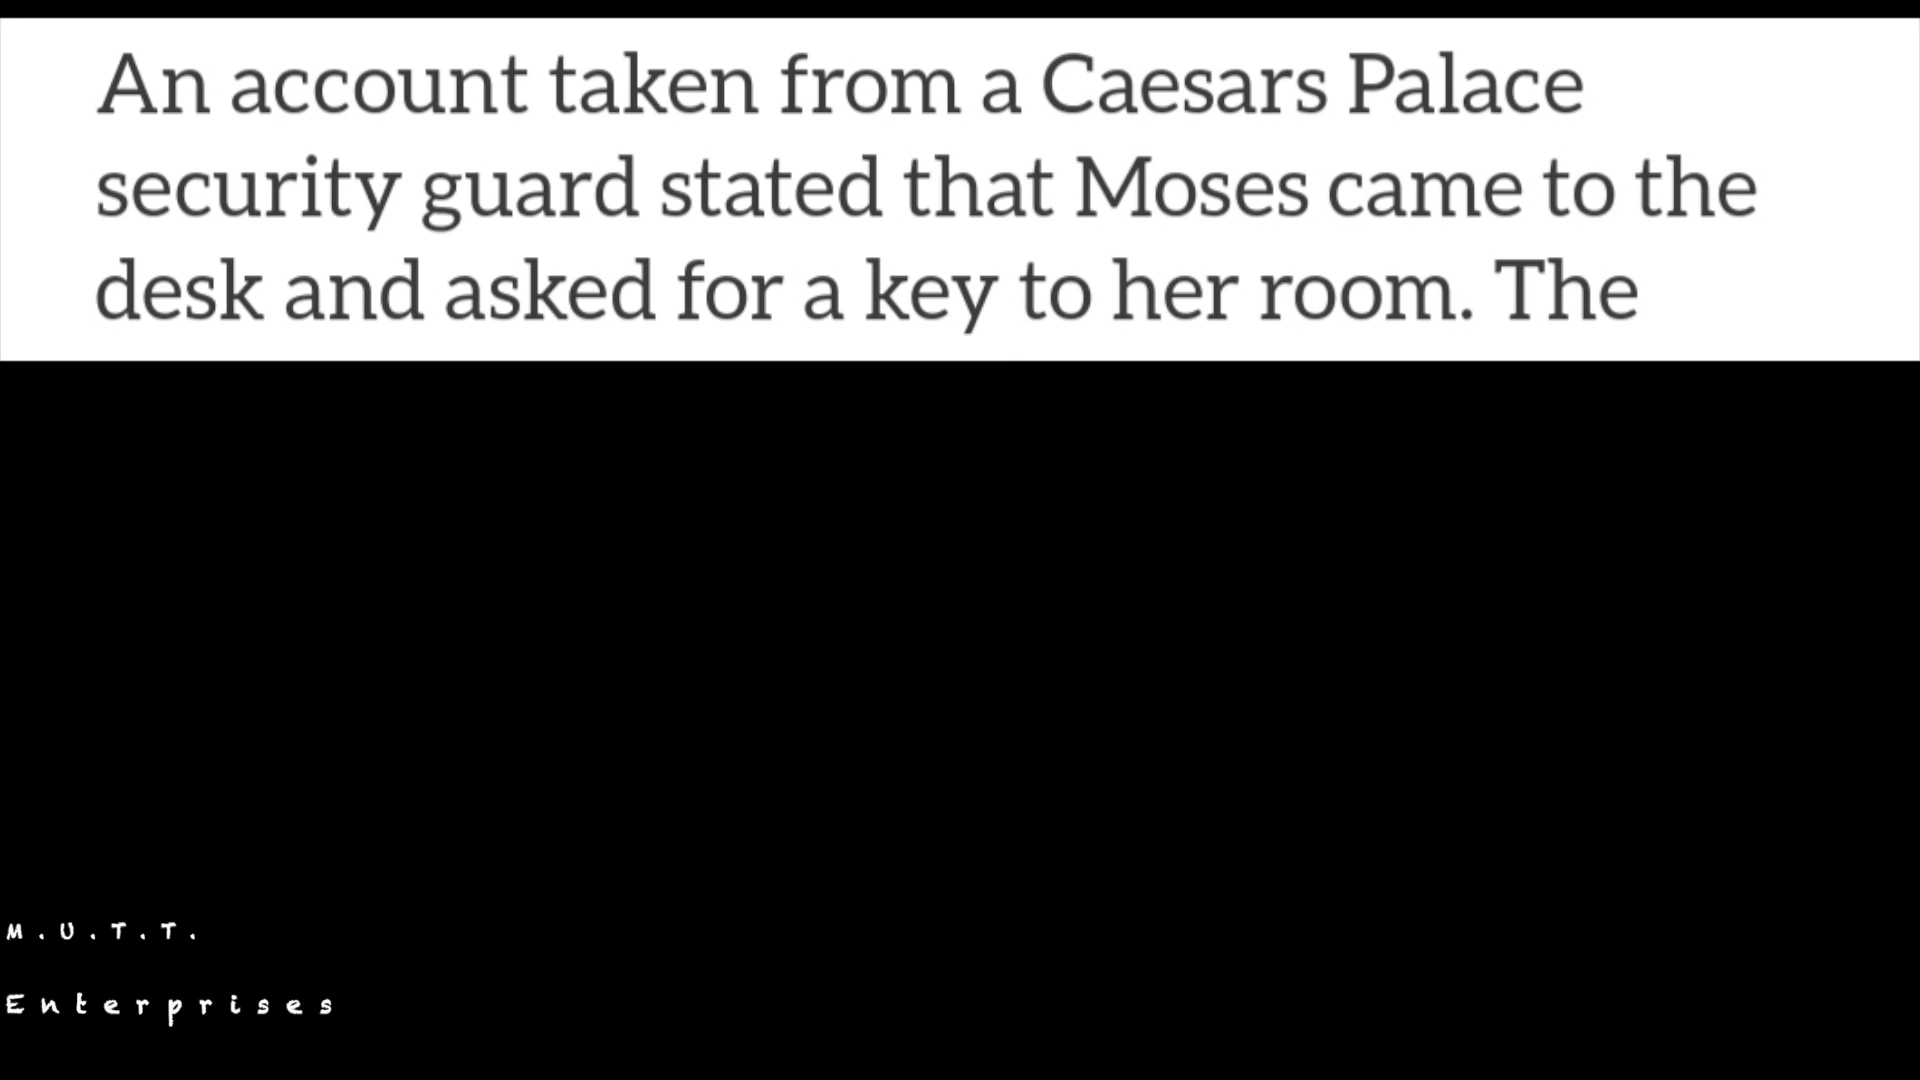 An account taken from a Caesars Palace
security guard stated that Moses came to the
desk and asked for a key to her room. The
M.U.T.T.
Enterprises